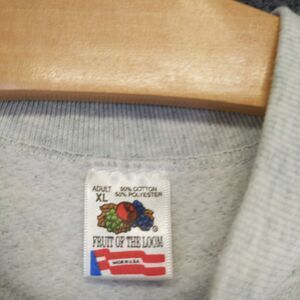 ADULT 50% COTTON
XL 50% POLYESTER
FRUIT OF THE LOOM
®
MADE IN U.S.A.